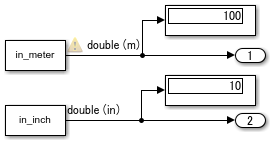 100
in_meter
double (m)
1
10
in_inch
double (in)
2